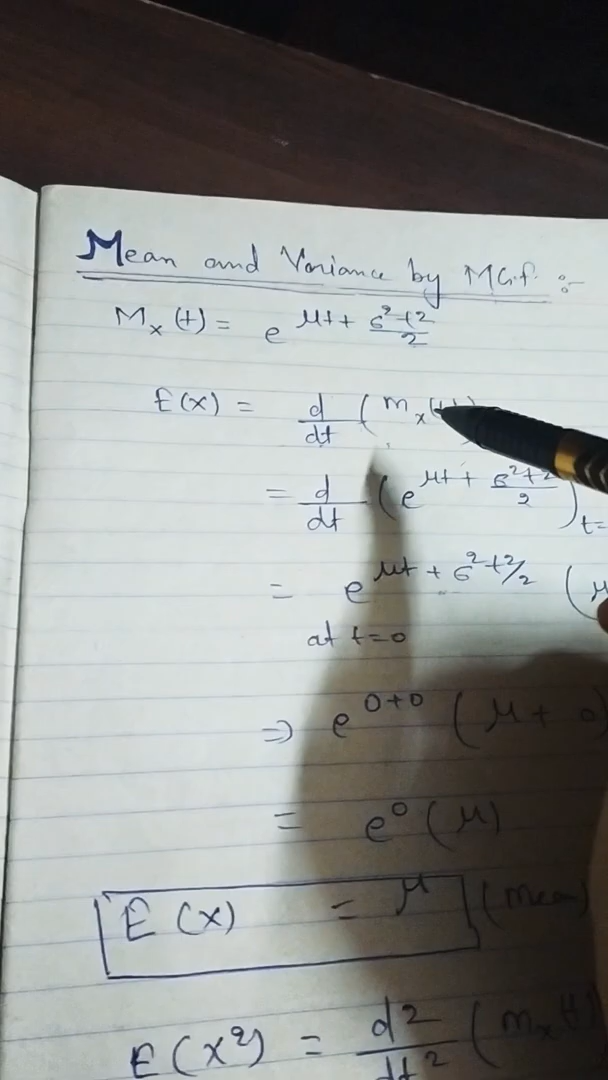 Mean and Variance by M.G.f. :-
Mx(t) = e^μt + σ²t²/2
E(x) = d/dt (mx(t)
= d/dt (e^μt + σ²t²/2)t=
= e^μt + σ²t²/2 (μ
at t=0
⇒ e^0+0 (μ + 0
= e^0 (μ)
E(x) = μ (mean)
E(x²) = d²/dt² (mx(t)